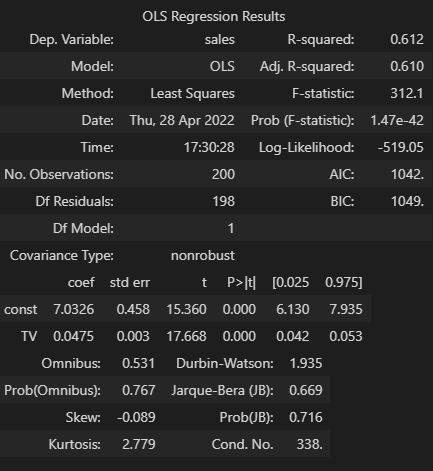 OLS Regression Results
Dep. Variable: sales R-squared: 0.612
Model: OLS Adj. R-squared: 0.610
Method: Least Squares F-statistic: 312.1
Date: Thu, 28 Apr 2022 Prob (F-statistic): 1.47e-42
Time: 17:30:28 Log-Likelihood: -519.05
No. Observations: 200 AIC: 1042.
Df Residuals: 198 BIC: 1049.
Df Model: 1
Covariance Type: nonrobust
coef std err t P>|t| [0.025 0.975]
const 7.0326 0.458 15.360 0.000 6.130 7.935
TV 0.0475 0.003 17.668 0.000 0.042 0.053
Omnibus: 0.531 Durbin-Watson: 1.935
Prob(Omnibus): 0.767 Jarque-Bera (JB): 0.669
Skew: -0.089 Prob(JB): 0.716
Kurtosis: 2.779 Cond. No. 338.